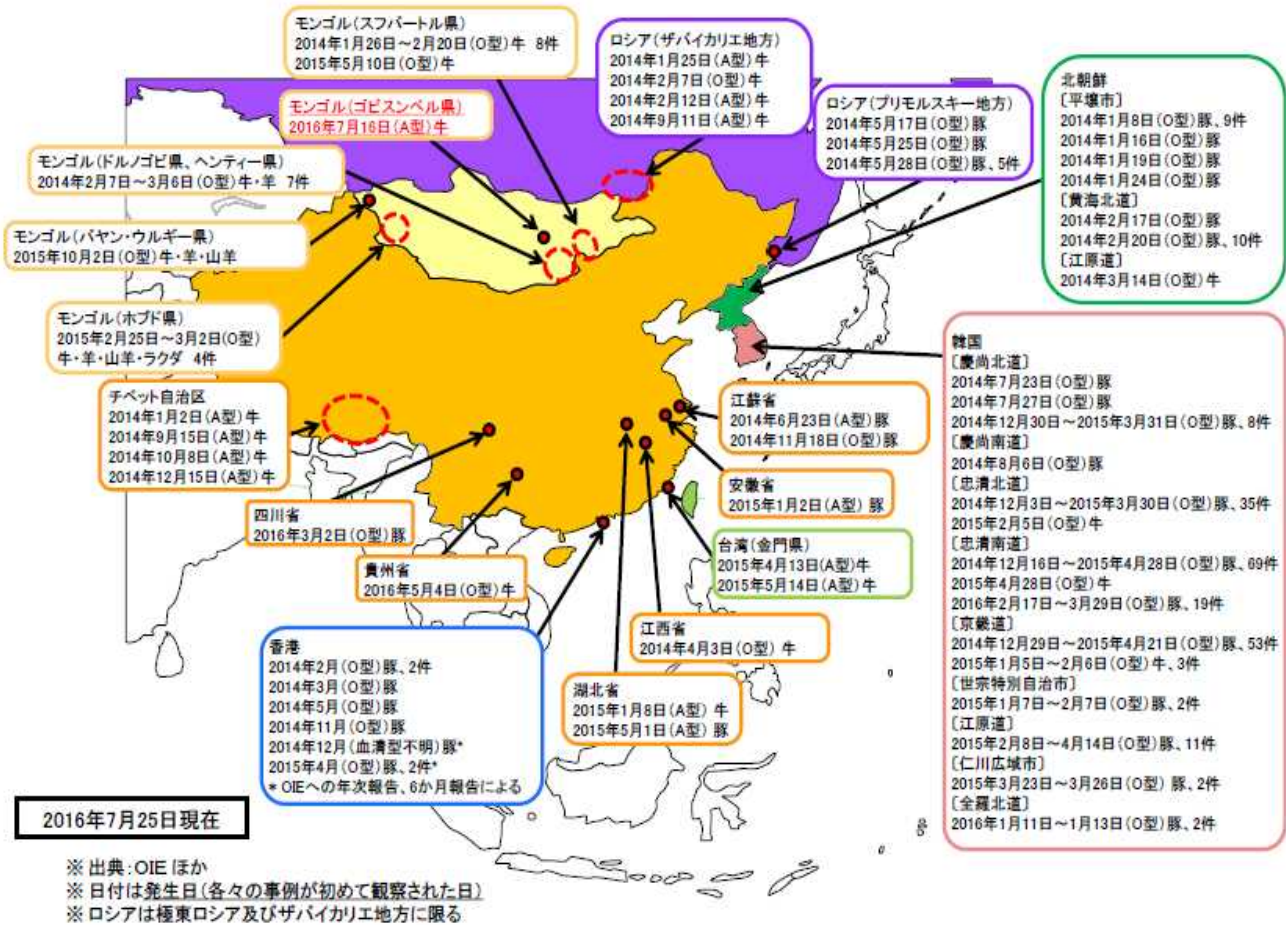 モンゴル(スフバートル県)
2014年1月26日～2月20日(O型)牛 8件
2015年5月10日(O型)牛
モンゴル(ゴビスンベル県)
2016年7月16日(A型)牛
モンゴル(ドルノゴビ県、ヘンティー県)
2014年2月7日～3月6日(O型)牛・羊 7件
モンゴル(バヤン・ウルギー県)
2015年10月2日(O型)牛・羊・山羊
モンゴル(ホブド県)
2015年2月25日～3月2日(O型)
牛・羊・山羊・ラクダ 4件
チベット自治区
2014年1月2日(A型)牛
2014年9月15日(A型)牛
2014年10月8日(A型)牛
2014年12月15日(A型)牛
四川省
2016年3月2日(O型)豚
貴州省
2016年5月4日(O型)牛
香港
2014年2月(O型)豚、2件
2014年3月(O型)豚
2014年5月(O型)豚
2014年11月(O型)豚
2014年12月(血清型不明)豚*
2015年4月(O型)豚、2件*
* OIEへの年次報告、6か月報告による
ロシア(ザバイカリエ地方)
2014年1月25日(A型)牛
2014年2月7日(O型)牛
2014年2月12日(A型)牛
2014年9月11日(A型)牛
ロシア(プリモルスキー地方)
2014年5月17日(O型)豚
2014年5月25日(O型)豚
2014年5月28日(O型)豚、5件
北朝鮮
〔平壌市〕
2014年1月8日(O型)豚、9件
2014年1月16日(O型)豚
2014年1月19日(O型)豚
2014年1月24日(O型)豚
[黄海北道]
2014年2月17日(O型)豚
2014年2月20日(O型)豚、10件
[江原道]
2014年3月14日(O型)牛
江蘇省
2014年6月23日(A型)豚
2014年11月18日(O型)豚
安徽省
2015年1月2日(A型) 豚
台湾(金門県)
2015年4月13日(A型)牛
2015年5月14日(A型)牛
江西省
2014年4月3日(O型) 牛
湖北省
2015年1月8日(A型) 牛
2015年5月1日(A型) 豚
韓国
〔慶尚北道〕
2014年7月23日(O型)豚
2014年7月27日(O型)豚
2014年12月30日～2015年3月31日(O型)豚、8件
〔慶尚南道〕
2014年8月6日(O型)豚
〔忠清北道〕
2014年12月3日～2015年3月30日(O型)豚、35件
2015年2月5日(O型)牛
〔忠清南道〕
2014年12月16日～2015年4月28日(O型)豚、69件
2015年4月28日(O型)牛
2016年2月17日～3月29日(O型)豚、19件
〔京畿道〕
2014年12月29日～2015年4月21日(O型)豚、53件
2015年1月5日～2月6日(O型)牛、3件
〔世宗特別自治市〕
2015年1月7日～2月7日(O型)豚、2件
〔江原道〕
2015年2月8日～4月14日(O型)豚、11件
〔仁川広域市〕
2015年3月23日～3月26日(O型) 豚、2件
〔全羅北道〕
2016年1月11日～1月13日(O型)豚、2件
2016年7月25日現在
※ 出典:OIE ほか
※ 日付は発生日(各々の事例が初めて観察された日)
※ ロシアは極東ロシア及びザバイカリエ地方に限る